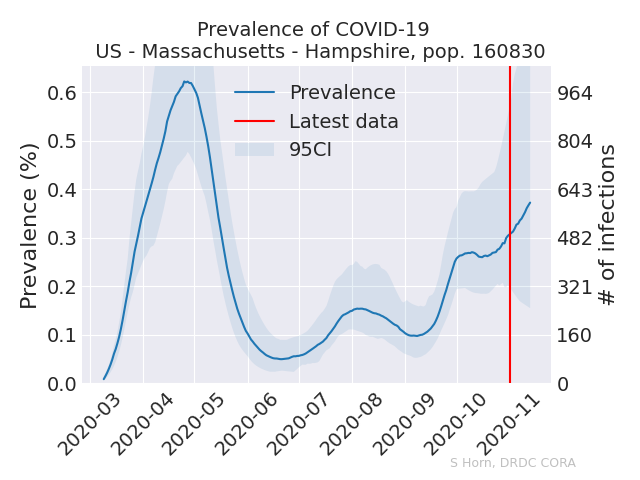 Prevalence of COVID-19
US - Massachusetts - Hampshire, pop. 160830
Prevalence
Latest data
95CI
Prevalence (%)
0.6
0.5
0.4
0.3
0.2
0.1
0.0
964
804
643
482
321
160
0
# of infections
2020-03
2020-04
2020-05
2020-06
2020-07
2020-08
2020-09
2020-10
2020-11
S Horn, DRDC CORA